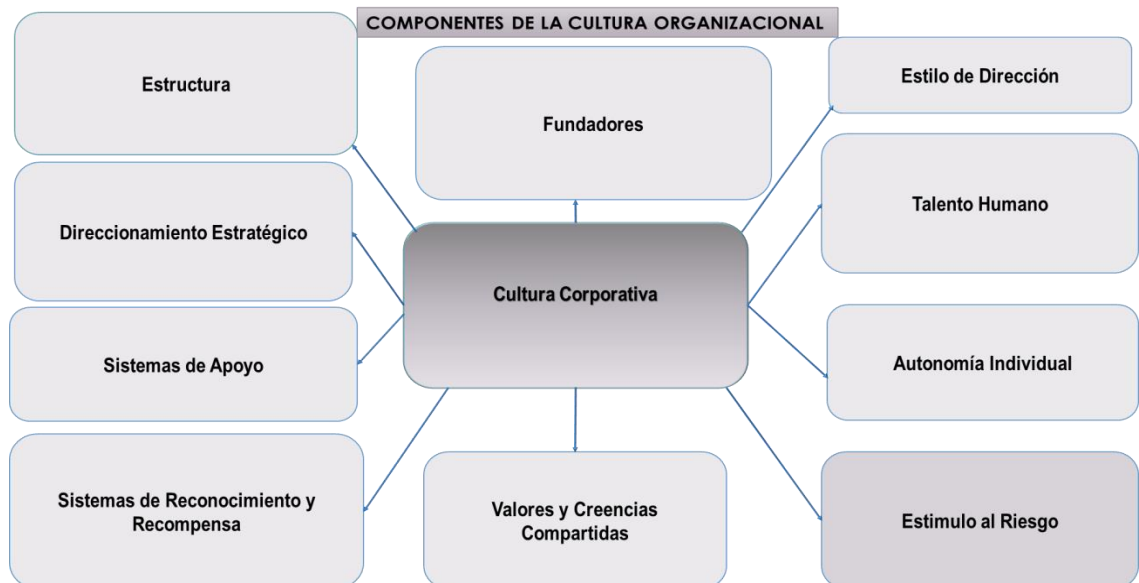 COMPONENTES DE LA CULTURA ORGANIZACIONAL
Estructura
Fundadores
Estilo de Dirección
Direccionamiento Estratégico
Talento Humano
Cultura Corporativa
Sistemas de Apoyo
Autonomía Individual
Sistemas de Reconocimiento y
Recompensa
Valores y Creencias
Compartidas
Estimulo al Riesgo